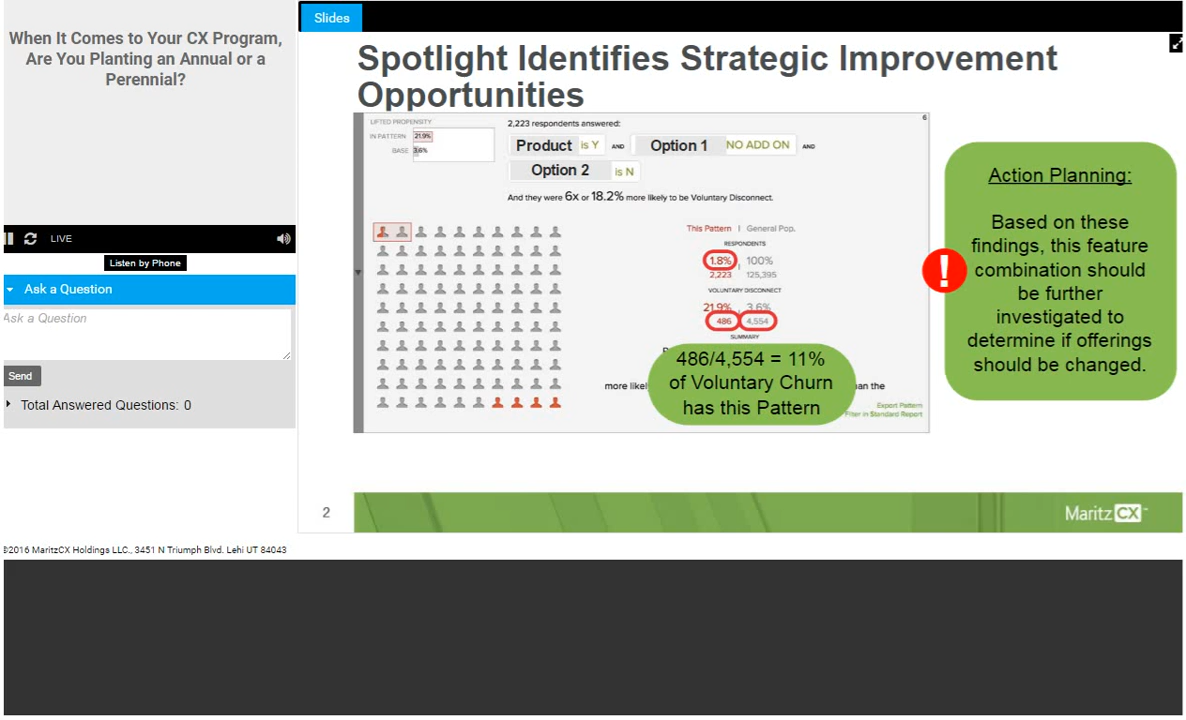 When It Comes to Your CX Program,
Are You Planting an Annual or a
Perennial?
LIVE
Listen by Phone
Ask a Question
Ask a Question
Send
Total Answered Questions: 0
Slides
Spotlight Identifies Strategic Improvement
Opportunities
LIFTED PROPENSITY
IN PATTERN 21.9%
BASE 3.6%
6
2,223 respondents answered:
Product is Y AND Option 1 NO ADD ON AND
Option 2 is N
And they were 6x or 18.2% more likely to be Voluntary Disconnect.
This Pattern | General Pop.
RESPONDENTS
1.8% 100%
2,223 125,395
VOLUNTARY DISCONNECT
21.9% 3.6%
486 4,554
SUMMARY
more likel
an the
486/4,554 = 11%
of Voluntary Churn
has this Pattern
Export Pattern
Filter in Standard Report
Action Planning:
Based on these
findings, this feature
combination should
be further
investigated to
determine if offerings
should be changed.
!
2
MaritzCX
©2016 MaritzCX Holdings LLC., 3451 N Triumph Blvd. Lehi UT 84043